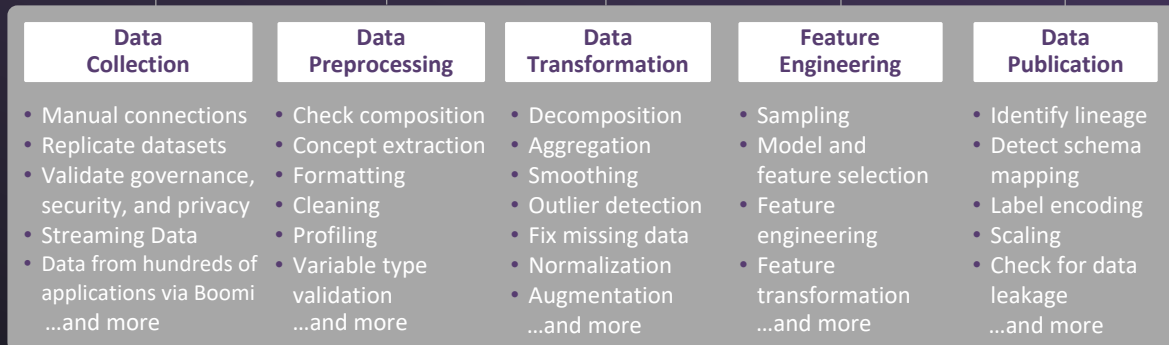 Data
Collection
• Manual connections
• Replicate datasets
• Validate governance,
security, and privacy
• Streaming Data
• Data from hundreds of
applications via Boomi
...and more
Data
Preprocessing
• Check composition
• Concept extraction
• Formatting
• Cleaning
• Profiling
• Variable type
validation
...and more
Data
Transformation
• Decomposition
• Aggregation
• Smoothing
• Outlier detection
• Fix missing data
• Normalization
• Augmentation
...and more
Feature
Engineering
• Sampling
• Model and
feature selection
• Feature
engineering
• Feature
transformation
...and more
Data
Publication
• Identify lineage
• Detect schema
mapping
• Label encoding
• Scaling
• Check for data
leakage
...and more